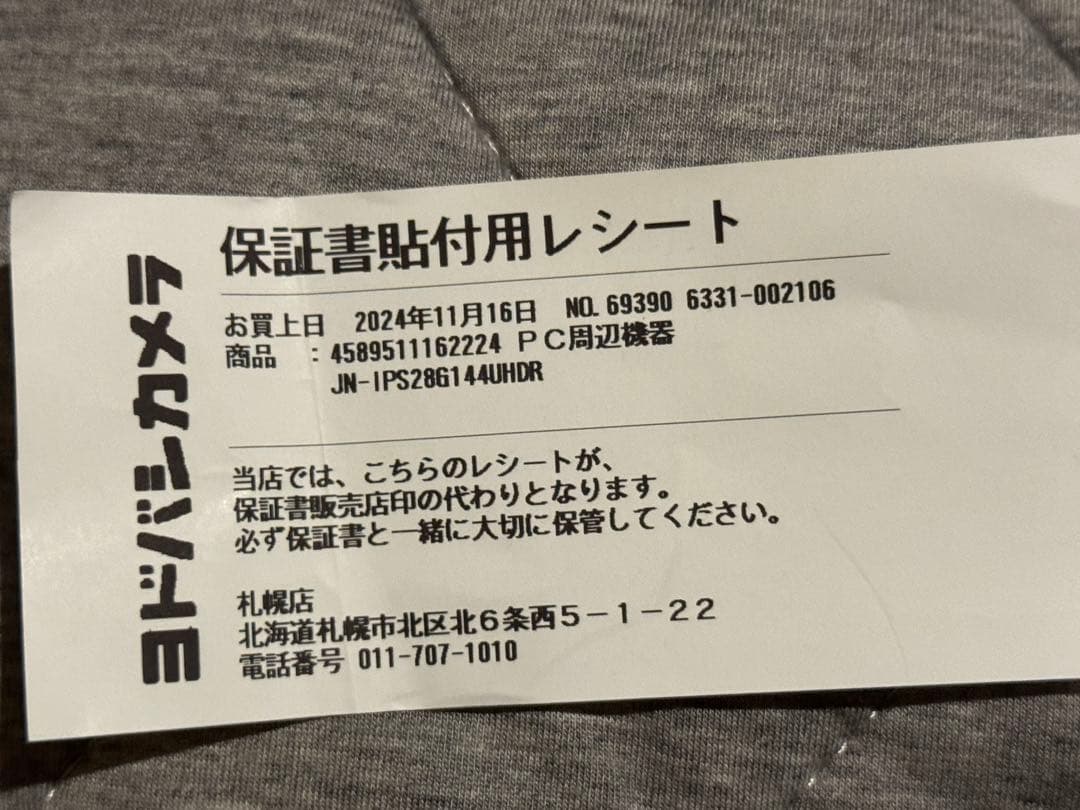 ヨドバシカメラ
保証書貼付用レシート
お買上日　2024年11月16日　NO. 69390 6331-002106
商品　：4589511162224 ＰＣ周辺機器
JN-IPS28G144UHDR
当店では、こちらのレシートが、
保証書販売店印の代わりとなります。
必ず保証書と一緒に大切に保管してください。
札幌店
北海道札幌市北区北６条西５－１－２２
電話番号 011-707-1010